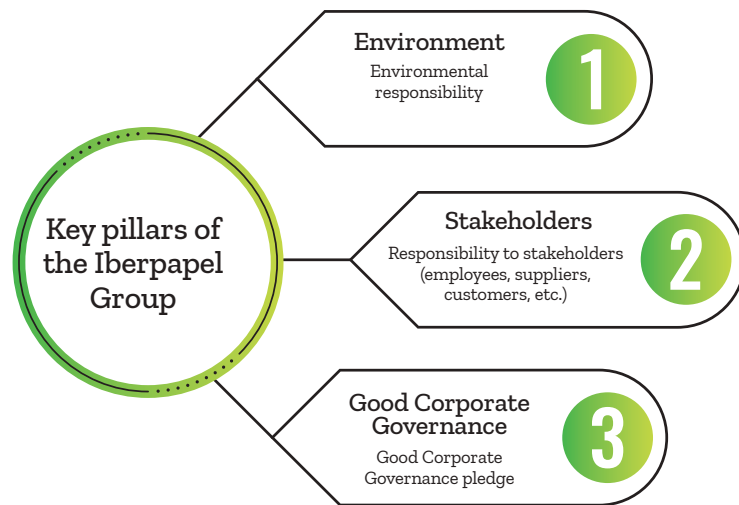 Key pillars of
the Iberpapel
Group
Environment
Environmental
responsibility
1
Stakeholders
Responsibility to stakeholders
(employees, suppliers,
customers, etc.)
2
Good Corporate
Governance
Good Corporate
Governance pledge
3